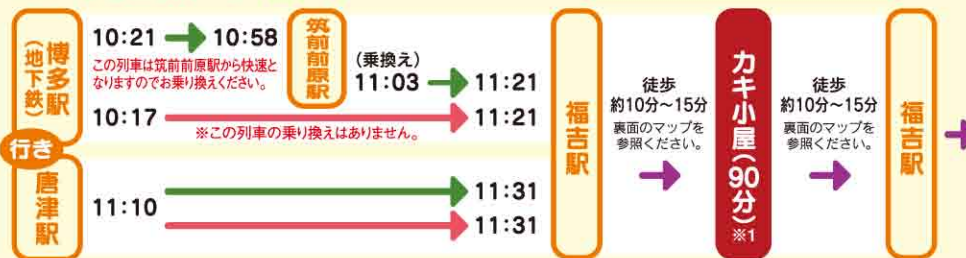 博多駅
(地下鉄)
行き
唐津駅
10:21
10:58
この列車は筑前前原駅から快速と
なりますのでお乗り換えください。
筑前前原駅
(乗換え)
11:03
11:21
10:17
11:21
※この列車の乗り換えはありません。
11:10
11:31
11:31
福吉駅
徒歩
約10分~15分
裏面のマップを
参照ください。
カキ小屋(90分)※1
徒歩
約10分~15分
裏面のマップを
参照ください。
福吉駅